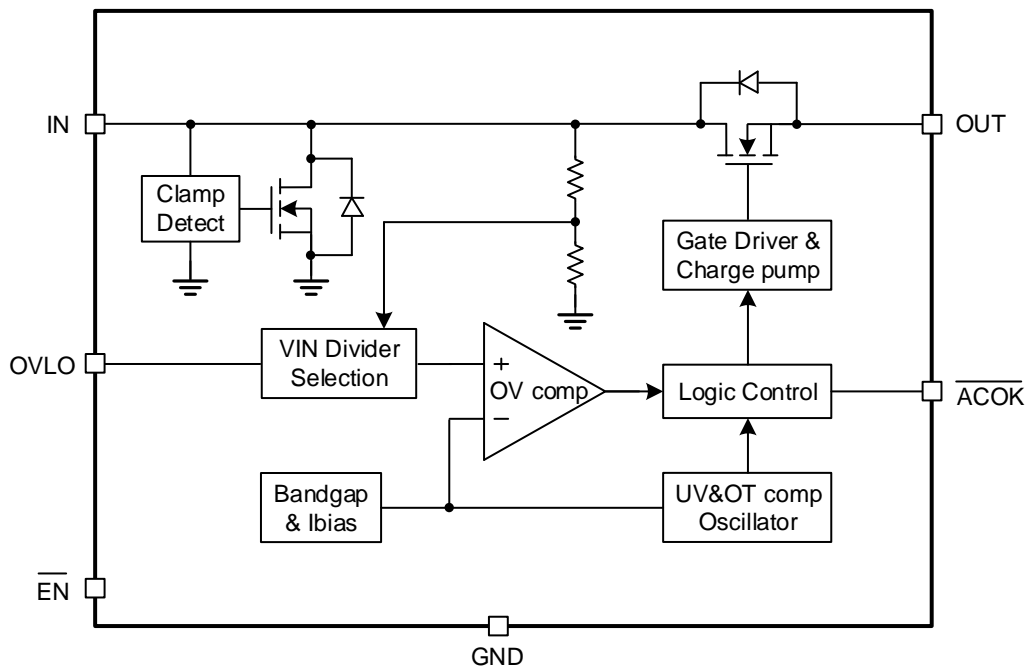 IN
OUT
Clamp
Detect
Gate Driver &
Charge pump
OVLO
VIN Divider
Selection
+
OV comp
−
Logic Control
ACOK
Bandgap
& Ibias
UV&OT comp
Oscillator
EN
GND